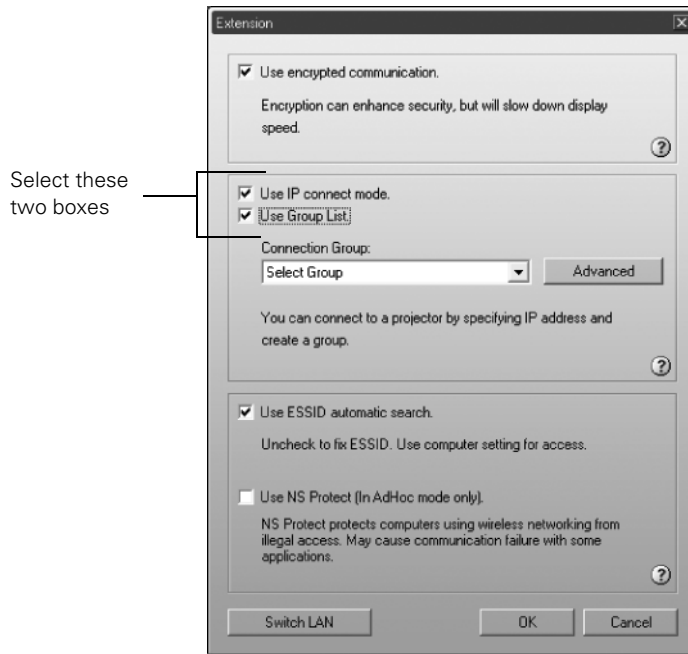 Extension
Use encrypted communication.
Encryption can enhance security, but will slow down display
speed.
?
Select these
two boxes
Use IP connect mode.
Use Group List.
Connection Group:
Select Group
Advanced
You can connect to a projector by specifying IP address and
create a group.
?
Use ESSID automatic search.
Uncheck to fix ESSID. Use computer setting for access.
Use NS Protect (In AdHoc mode only).
NS Protect protects computers using wireless networking from
illegal access. May cause communication failure with some
applications.
?
Switch LAN
OK
Cancel